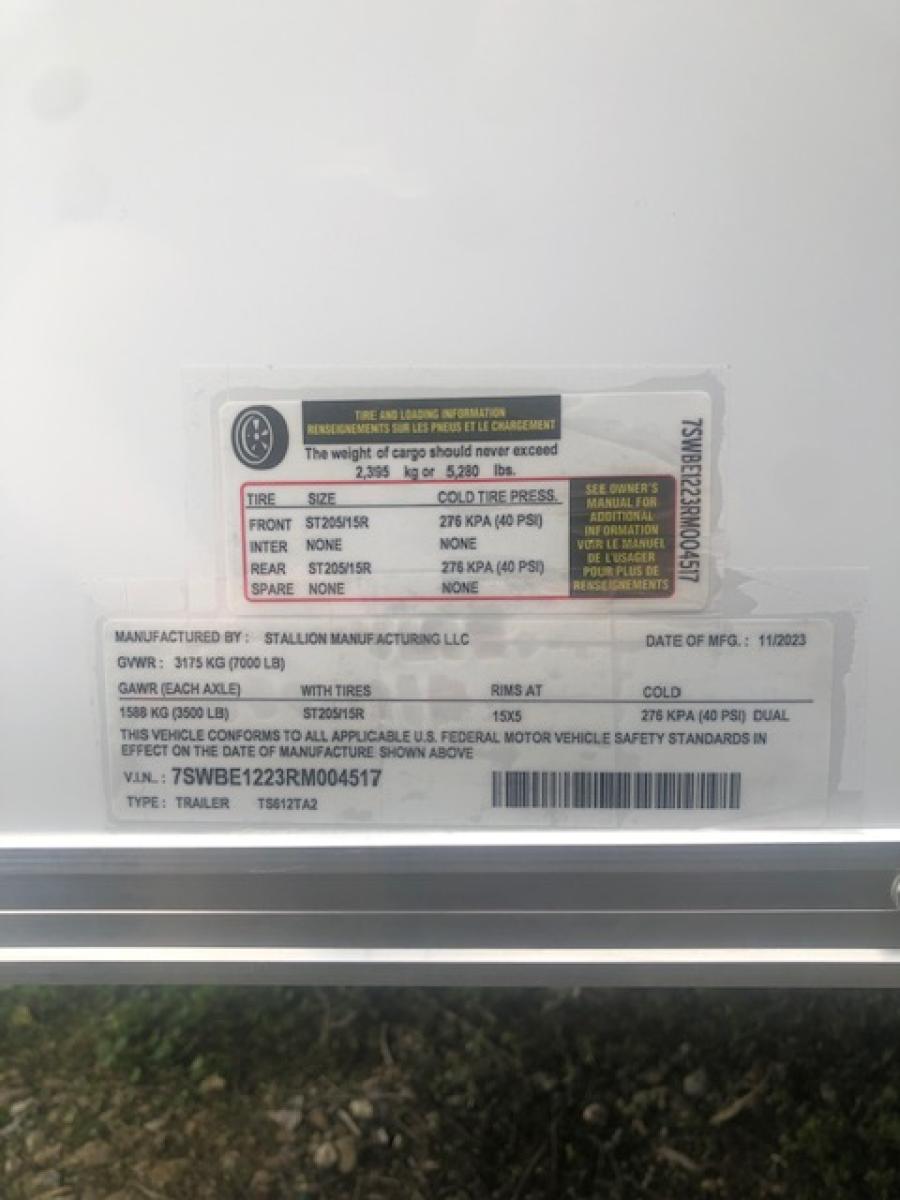 TIRE AND LOADING INFORMATION
RENSEIGNEMENTS SUR LES PNEUS ET LE CHARGEMENT
The weight of cargo should never exceed
2,395 kg or 5,280 lbs.
TIRE SIZE COLD TIRE PRESS.
FRONT ST205/15R 276 KPA (40 PSI)
INTER NONE NONE
REAR ST205/15R 276 KPA (40 PSI)
SPARE NONE NONE
SEE OWNER'S
MANUAL FOR
ADDITIONAL
INFORMATION
VOIR LE MANUEL
DE L'USAGER
POUR PLUS DE
RENSEIGNEMENTS
7SWBE1223RM004517
MANUFACTURED BY : STALLION MANUFACTURING LLC DATE OF MFG. : 11/2023
GVWR : 3175 KG (7000 LB)
GAWR (EACH AXLE) WITH TIRES RIMS AT COLD
1588 KG (3500 LB) ST205/15R 15X5 276 KPA (40 PSI) DUAL
THIS VEHICLE CONFORMS TO ALL APPLICABLE U.S. FEDERAL MOTOR VEHICLE SAFETY STANDARDS IN
EFFECT ON THE DATE OF MANUFACTURE SHOWN ABOVE
V.I.N.. : 7SWBE1223RM004517
TYPE : TRAILER TS612TA2